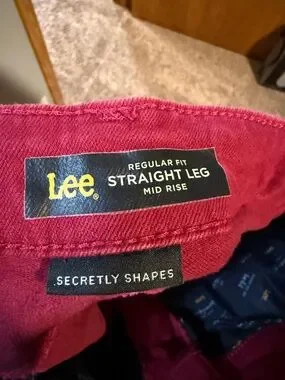 Lee.
REGULAR FIT
STRAIGHT LEG
MID RISE
.SECRETLY SHAPES